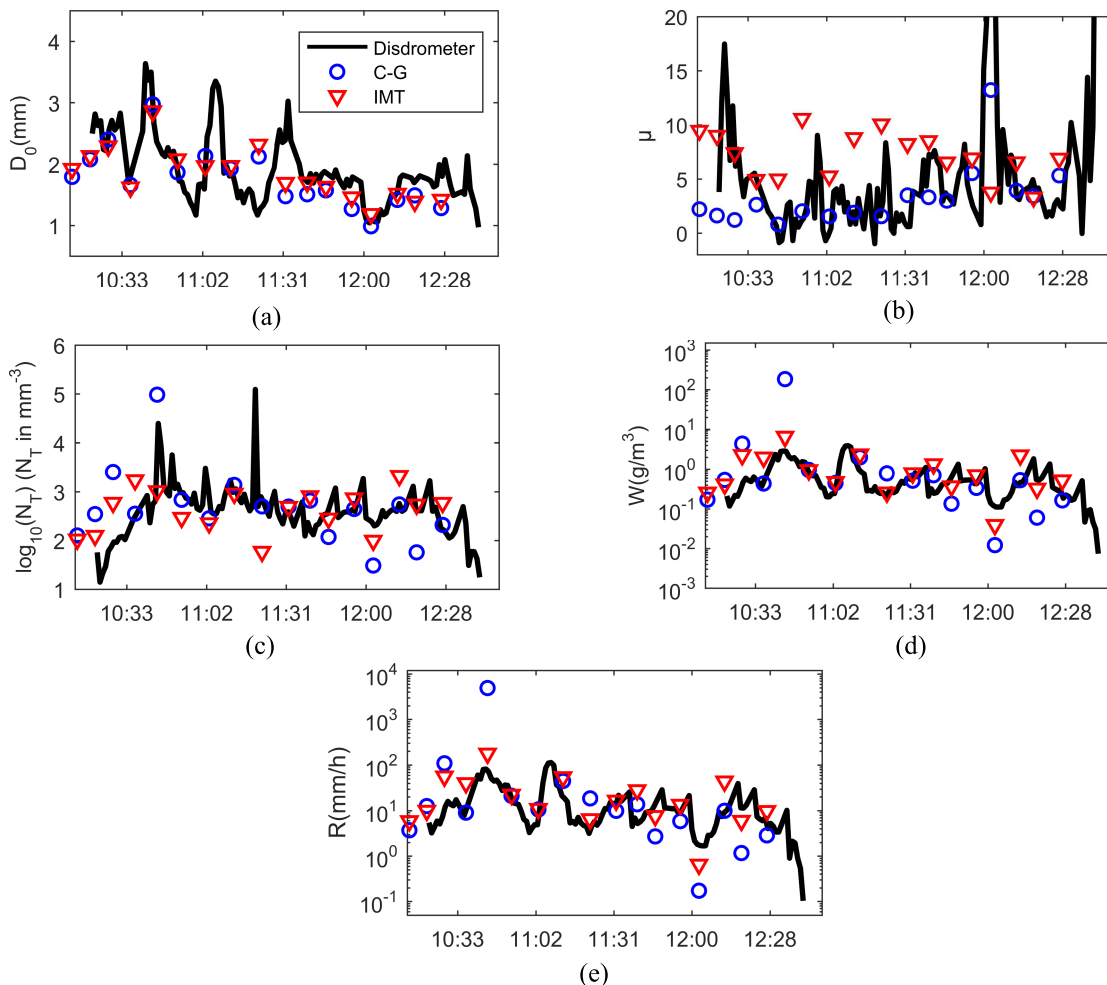 4
3
2
1
D0(mm)
Disdrometer
C-G
IMT
10:33 11:02 11:31 12:00 12:28
(a)
20
15
10
5
0
μ
10:33 11:02 11:31 12:00 12:28
(b)
6
5
4
3
2
1
log10(NT) (NT in mm-3)
10:33 11:02 11:31 12:00 12:28
(c)
10^3
10^2
10^1
10^0
10^-1
10^-2
10^-3
W(g/m^3)
10:33 11:02 11:31 12:00 12:28
(d)
10^4
10^3
10^2
10^1
10^0
10^-1
R(mm/h)
10:33 11:02 11:31 12:00 12:28
(e)